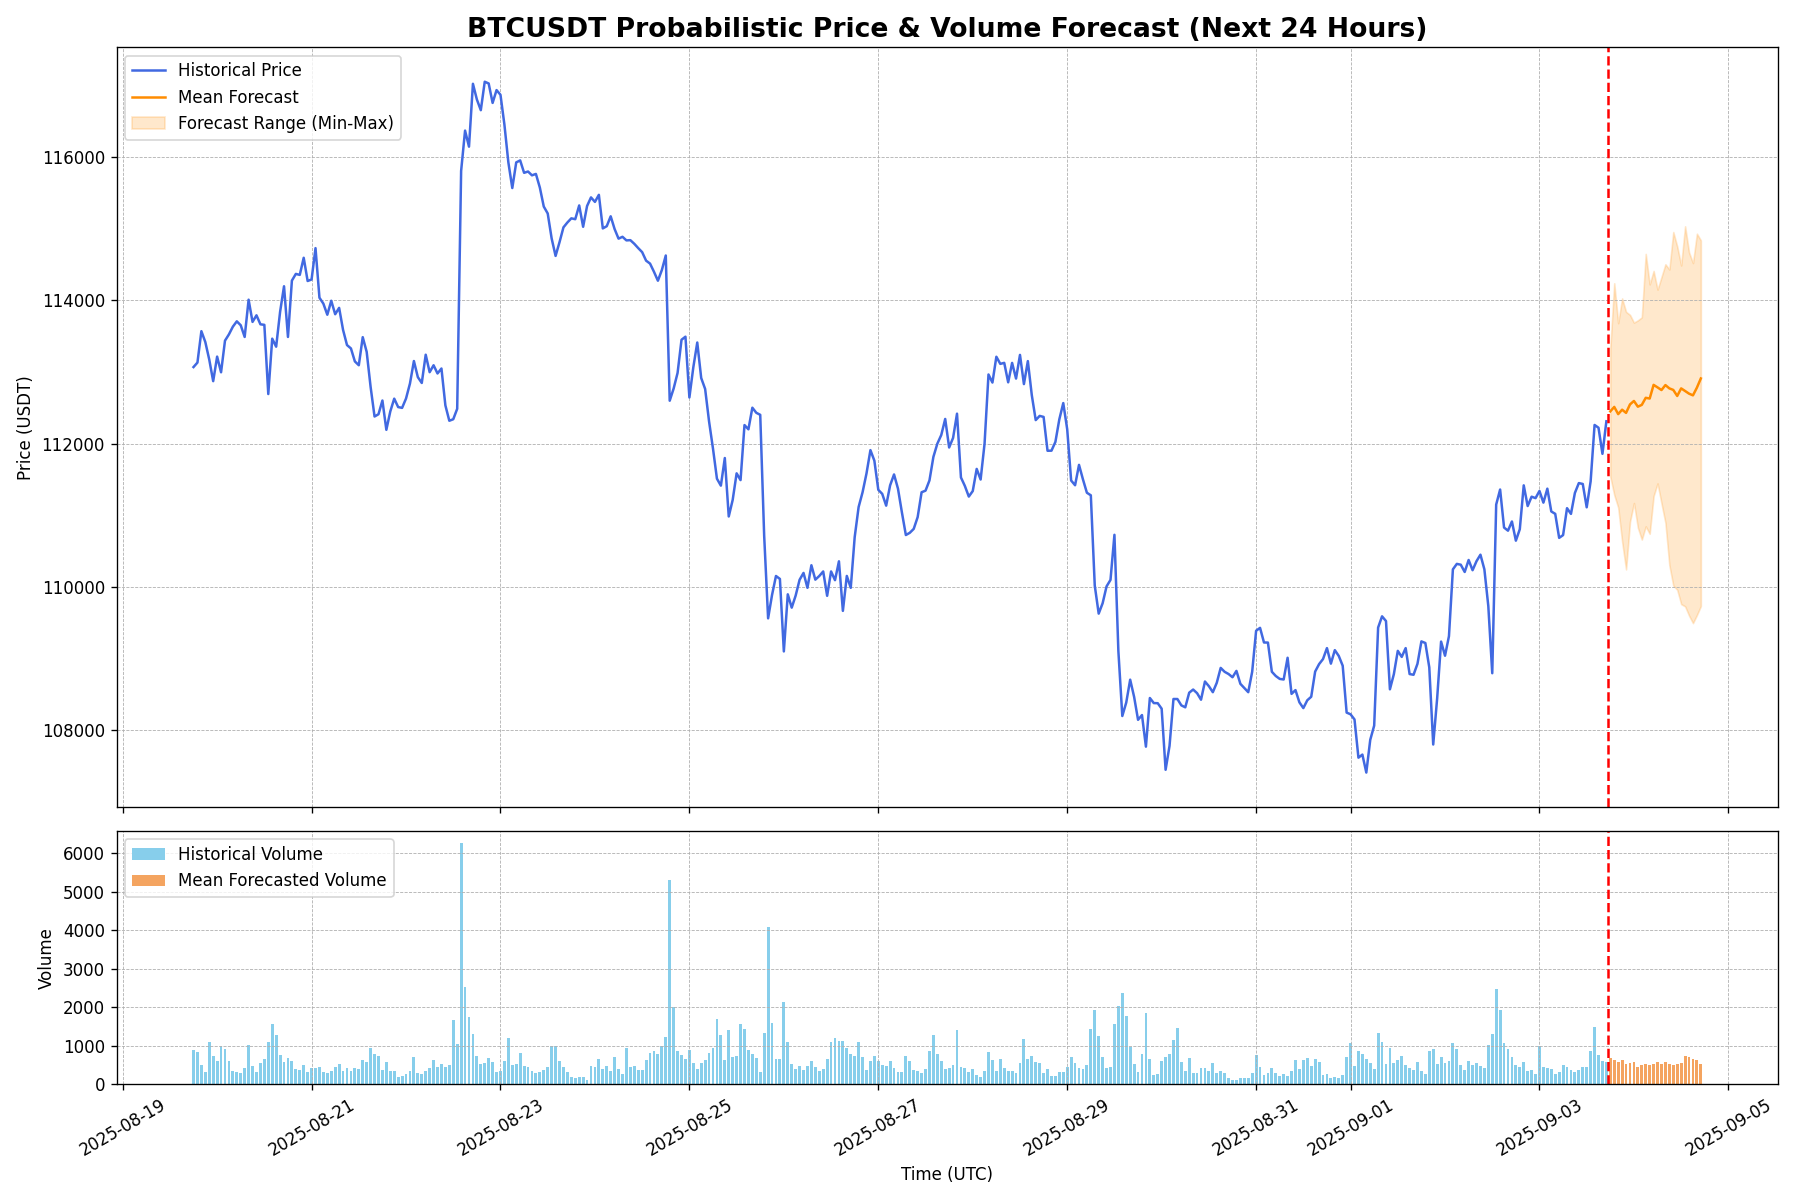 BTCUSDT Probabilistic Price & Volume Forecast (Next 24 Hours)
Historical Price
Mean Forecast
Forecast Range (Min-Max)
116000
114000
112000
110000
108000
Price (USDT)
Historical Volume
Mean Forecasted Volume
6000
5000
4000
3000
2000
1000
0
Volume
2025-08-19
2025-08-21
2025-08-23
2025-08-25
2025-08-27
2025-08-29
2025-08-31
2025-09-01
2025-09-03
2025-09-05
Time (UTC)